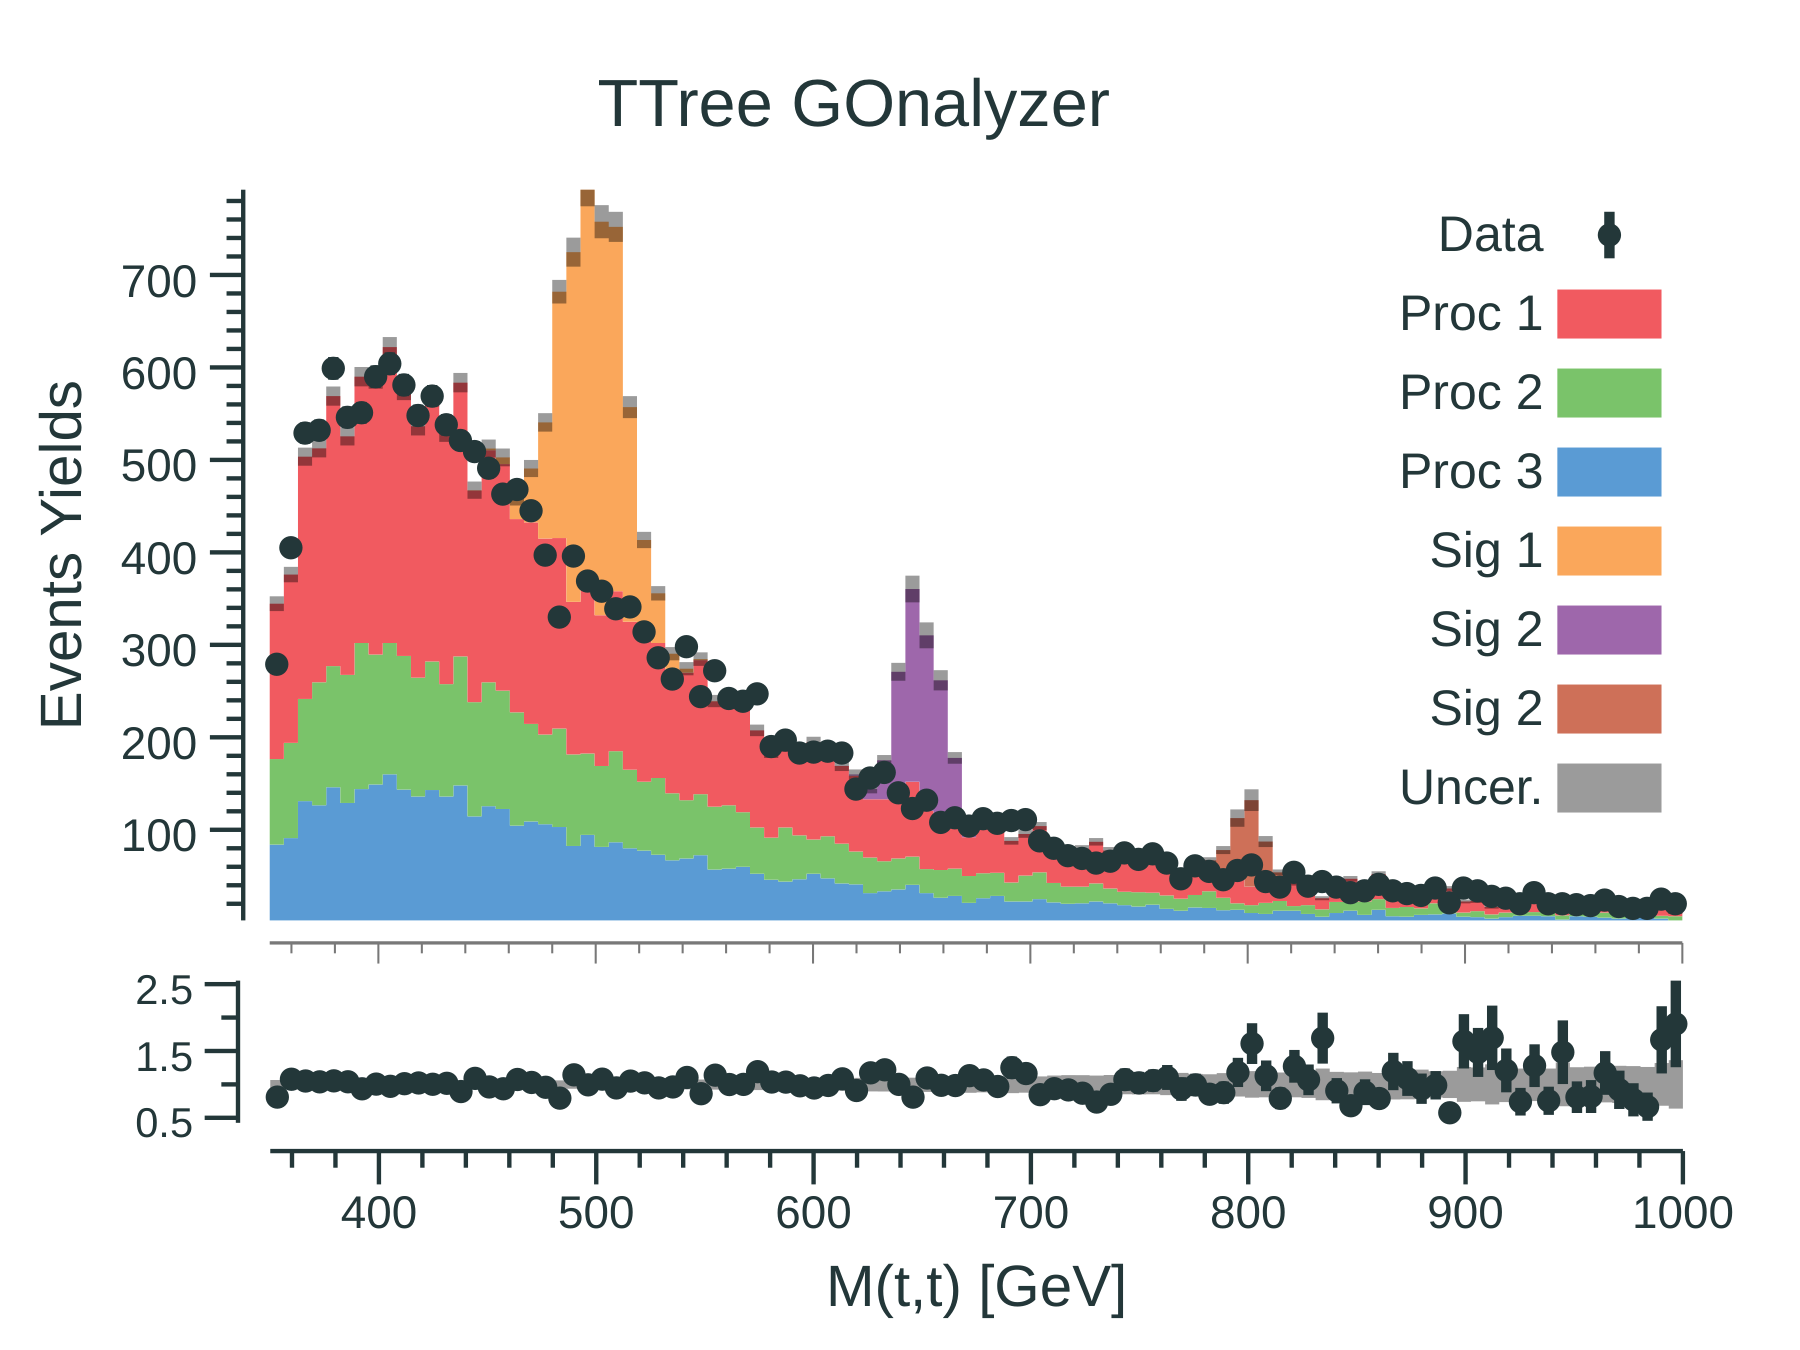 TTree GOnalyzer
Events Yields
700
600
500
400
300
200
100
Data
Proc 1
Proc 2
Proc 3
Sig 1
Sig 2
Sig 2
Uncer.
2.5
1.5
0.5
400 500 600 700 800 900 1000
M(t,t) [GeV]